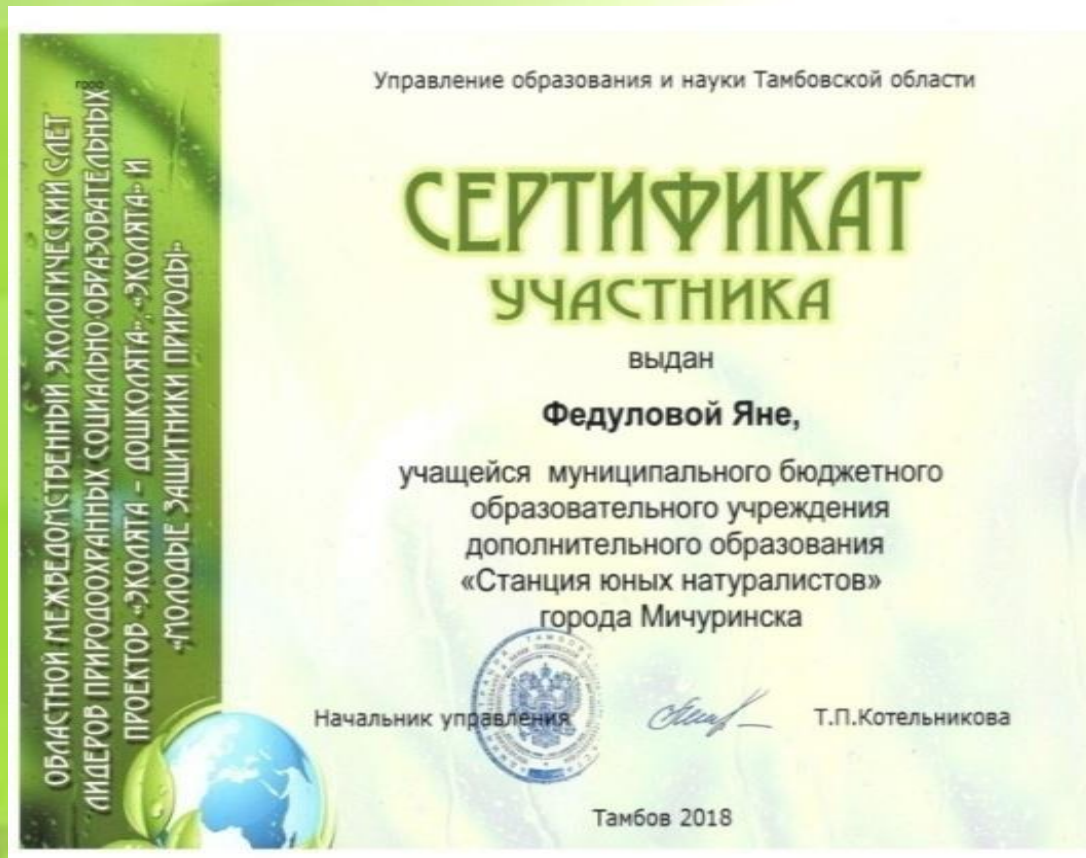 ОБЛАСТНОЙ МЕЖВЕДОМСТВЕННЫЙ ЭКОЛОГИЧЕСКИЙ СЛЕТ
ЛИДЕРОВ ПРИРОДООХРАННЫХ СОЦИАЛЬНО-ОБРАЗОВАТЕЛЬНЫХ
ПРОЕКТОВ «ЭКОЛЯТА - ДОШКОЛЯТА», «ЭКОЛЯТА» И
«МОЛОДЫЕ ЗАЩИТНИКИ ПРИРОДЫ»
Управление образования и науки Тамбовской области
СЕРТИФИКАТ
УЧАСТНИКА
выдан
Федуловой Яне,
учащейся муниципального бюджетного
образовательного учреждения
дополнительного образования
«Станция юных натуралистов»
города Мичуринска
Начальник управления Т.П.Котельникова
Тамбов 2018